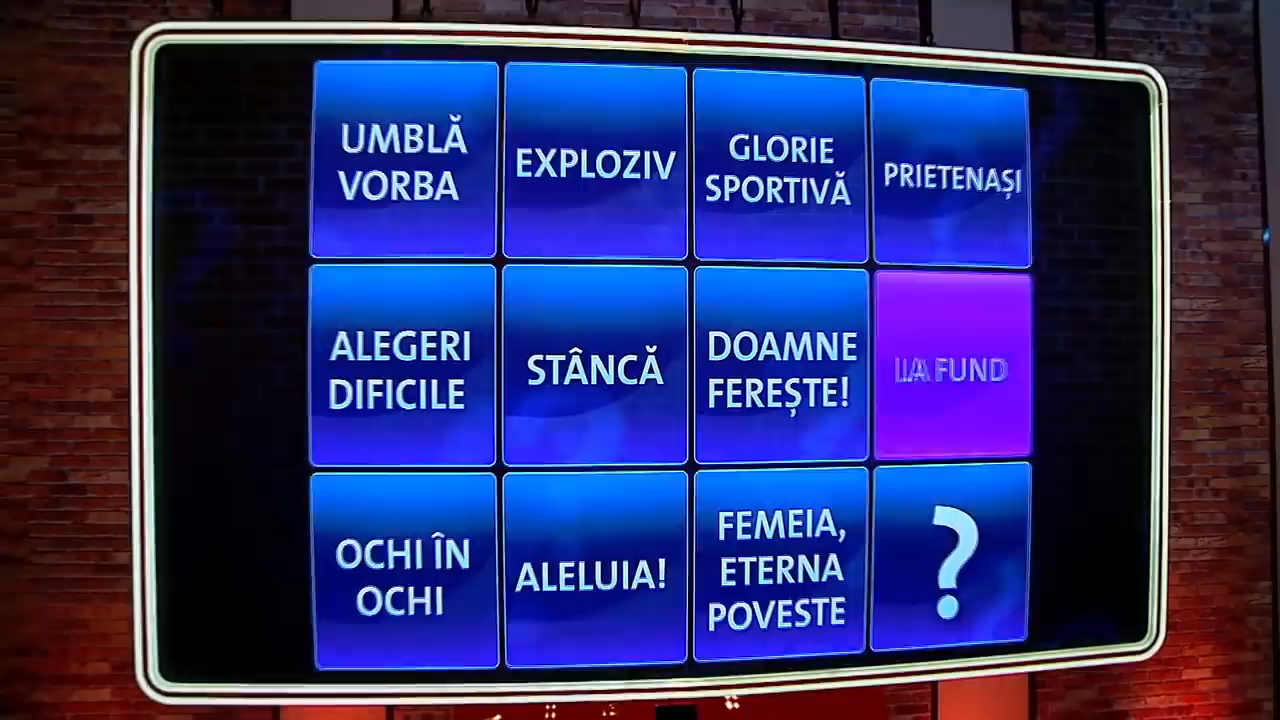 UMBLĂ
VORBA
EXPLOZIV
GLORIE
SPORTIVĂ
PRIETENAȘI
ALEGERI
DIFICILE
STÂNCĂ
DOAMNE
FEREȘTE!
LA FUND
OCHI ÎN
OCHI
ALELUIA!
FEMEIA,
ETERNA
POVESTE
?